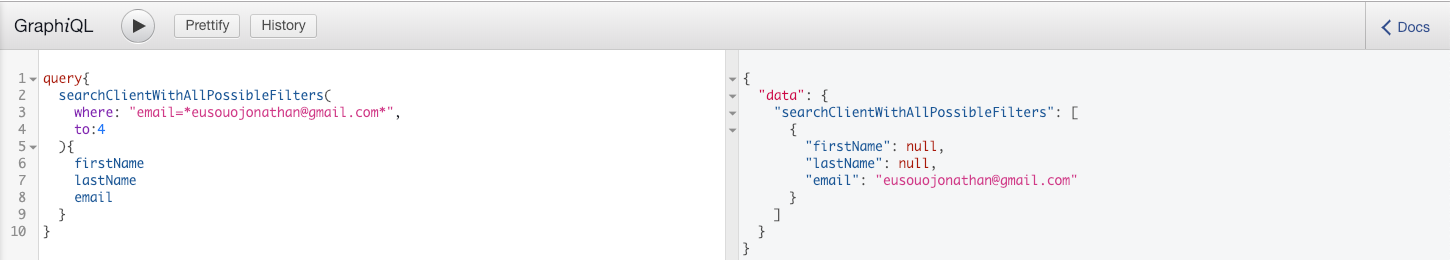 GraphiQL Prettify History Docs
1 query{
2 searchClientWithAllPossibleFilters(
3 where: "email=*eusouojonathan@gmail.com*",
4 to:4
5 ){
6 firstName
7 lastName
8 email
9 }
10 }
{
"data": {
"searchClientWithAllPossibleFilters": [
{
"firstName": null,
"lastName": null,
"email": "eusouojonathan@gmail.com"
}
]
}
}